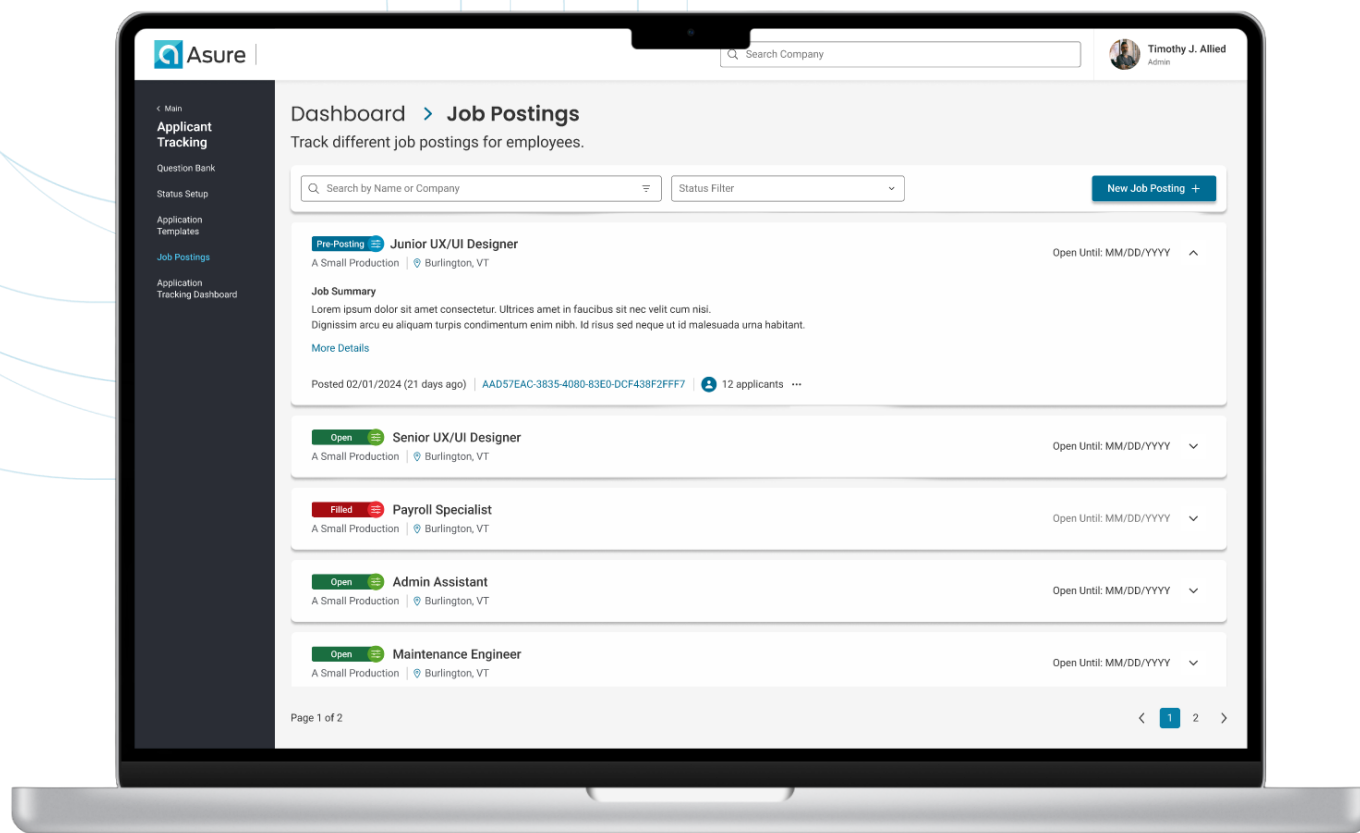 Asure
Search Company
Timothy J. Allied
Admin
Main
Applicant
Tracking
Question Bank
Status Setup
Application
Templates
Job Postings
Application
Tracking Dashboard
Dashboard > Job Postings
Track different job postings for employees.
Search by Name or Company
Status Filter
New Job Posting +
Pre-Posting Junior UX/UI Designer
A Small Production Burlington, VT
Open Until: MM/DD/YYYY
Job Summary
Lorem ipsum dolor sit amet consectetur. Ultrices amet in faucibus sit nec velit cum nisi.
Dignissim arcu eu aliquam turpis condimentum enim nibh. Id risus sed neque ut id malesuada urna habitant.
More Details
Posted 02/01/2024 (21 days ago) AAD57EAC-3835-4080-83E0-DCF438F2FFF7 12 applicants ···
Open Senior UX/UI Designer
A Small Production Burlington, VT
Open Until: MM/DD/YYYY
Filled Payroll Specialist
A Small Production Burlington, VT
Open Until: MM/DD/YYYY
Open Admin Assistant
A Small Production Burlington, VT
Open Until: MM/DD/YYYY
Open Maintenance Engineer
A Small Production Burlington, VT
Open Until: MM/DD/YYYY
Page 1 of 2
1 2